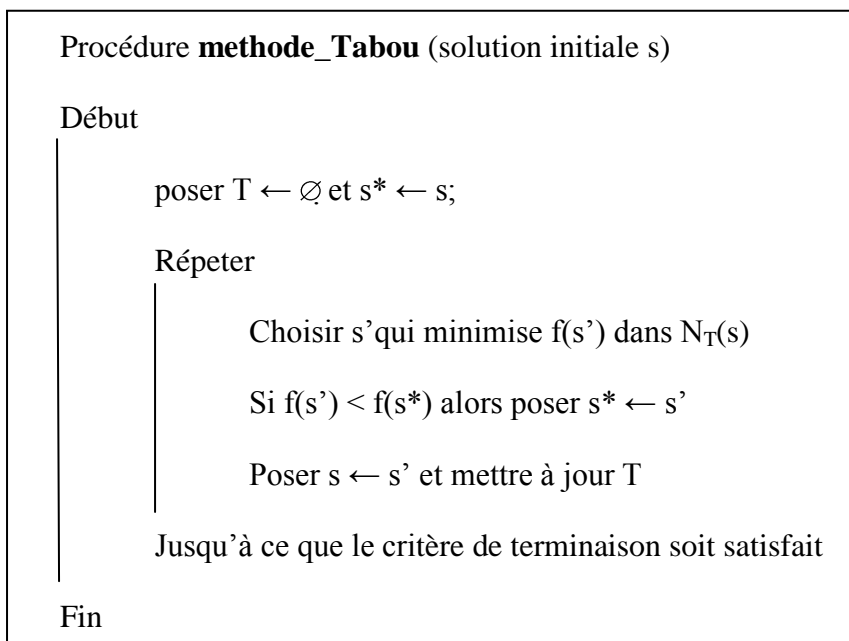 Procédure methode_Tabou (solution initiale s)
Début
poser T ← ∅ et s* ← s;
Répeter
Choisir s’qui minimise f(s’) dans N_T(s)
Si f(s’) < f(s*) alors poser s* ← s’
Poser s ← s’ et mettre à jour T
Jusqu’à ce que le critère de terminaison soit satisfait
Fin